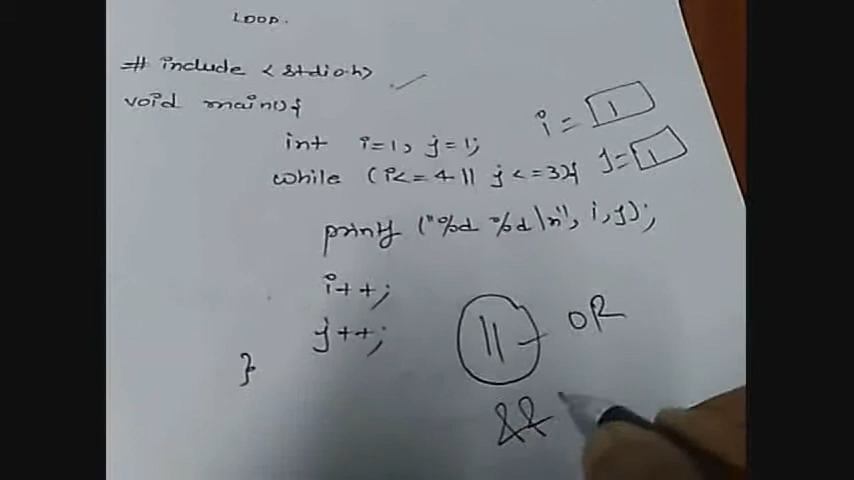 LOOP.
# include <stdio.h>
void main(){
int i=1, j=1;
i = 1
while (i<=4 || j<=3){
j= 1
printf ("%d %d \n", i, j);
i++;
j++;
|| OR
}
&&